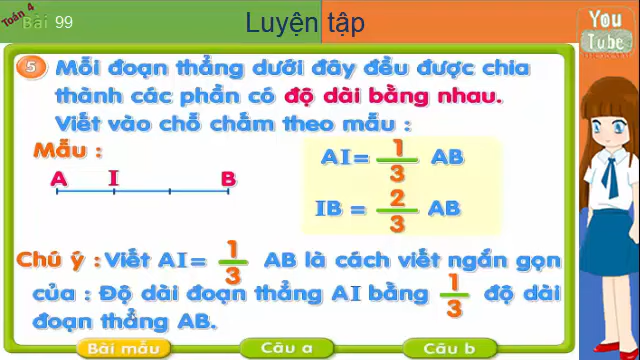 Toán 4
Bài 99
Luyện tập
You
Tube
5 Mỗi đoạn thẳng dưới đây đều được chia
thành các phần có độ dài bằng nhau.
Viết vào chỗ chấm theo mẫu :
Mẫu :
A I B
AI= 1/3 AB
IB = 2/3 AB
Chú ý : Viết AI= 1/3 AB là cách viết ngắn gọn
của : Độ dài đoạn thẳng AI bằng 1/3 độ dài
đoạn thẳng AB.
Bài mẫu Câu a Câu b